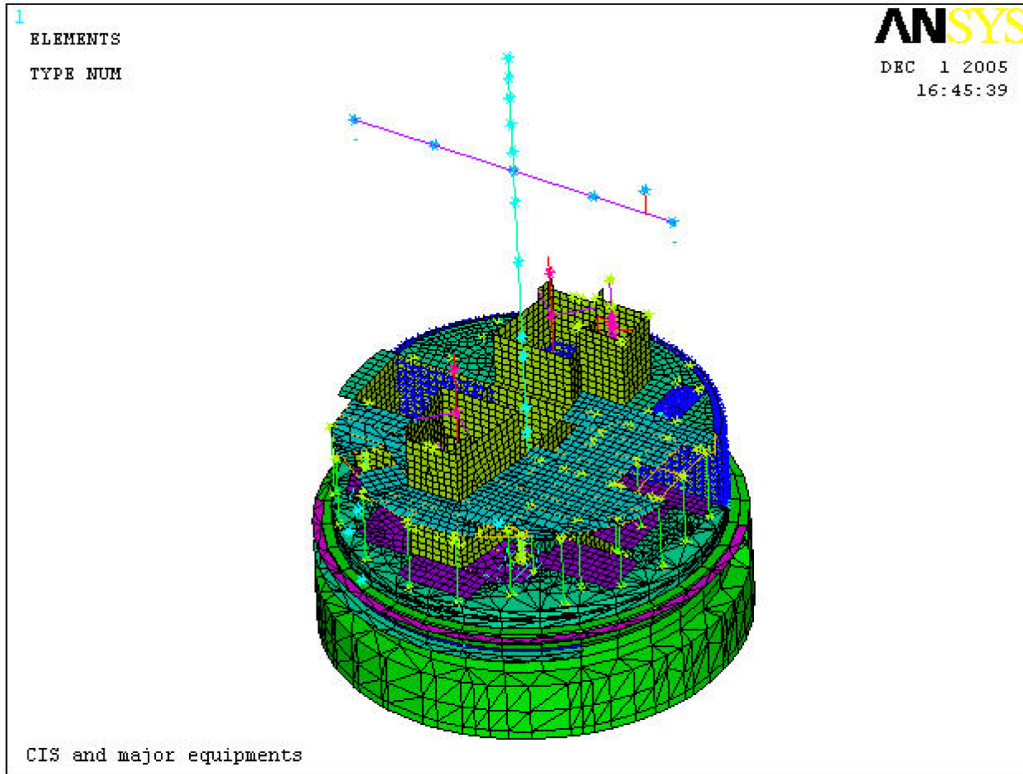 1
ELEMENTS
TYPE NUM
ANSYS
DEC 1 2005
16:45:39
CIS and major equipments